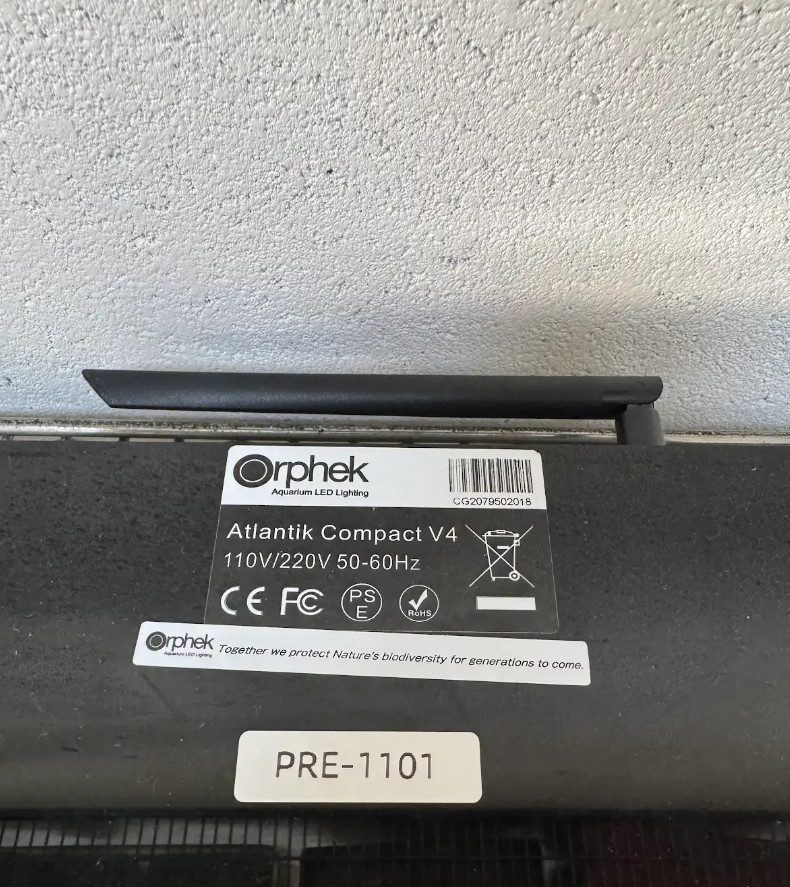 Orphek
Aquarium LED Lighting
CG2079502018
Atlantik Compact V4
110V/220V 50-60Hz
CE FC PS E RoHS
Orphek Together we protect Nature's biodiversity for generations to come.
Aquarium LED Lighting
PRE-1101